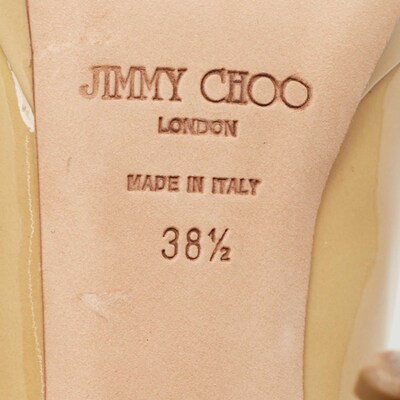 JIMMY CHOO
LONDON
MADE IN ITALY
38½